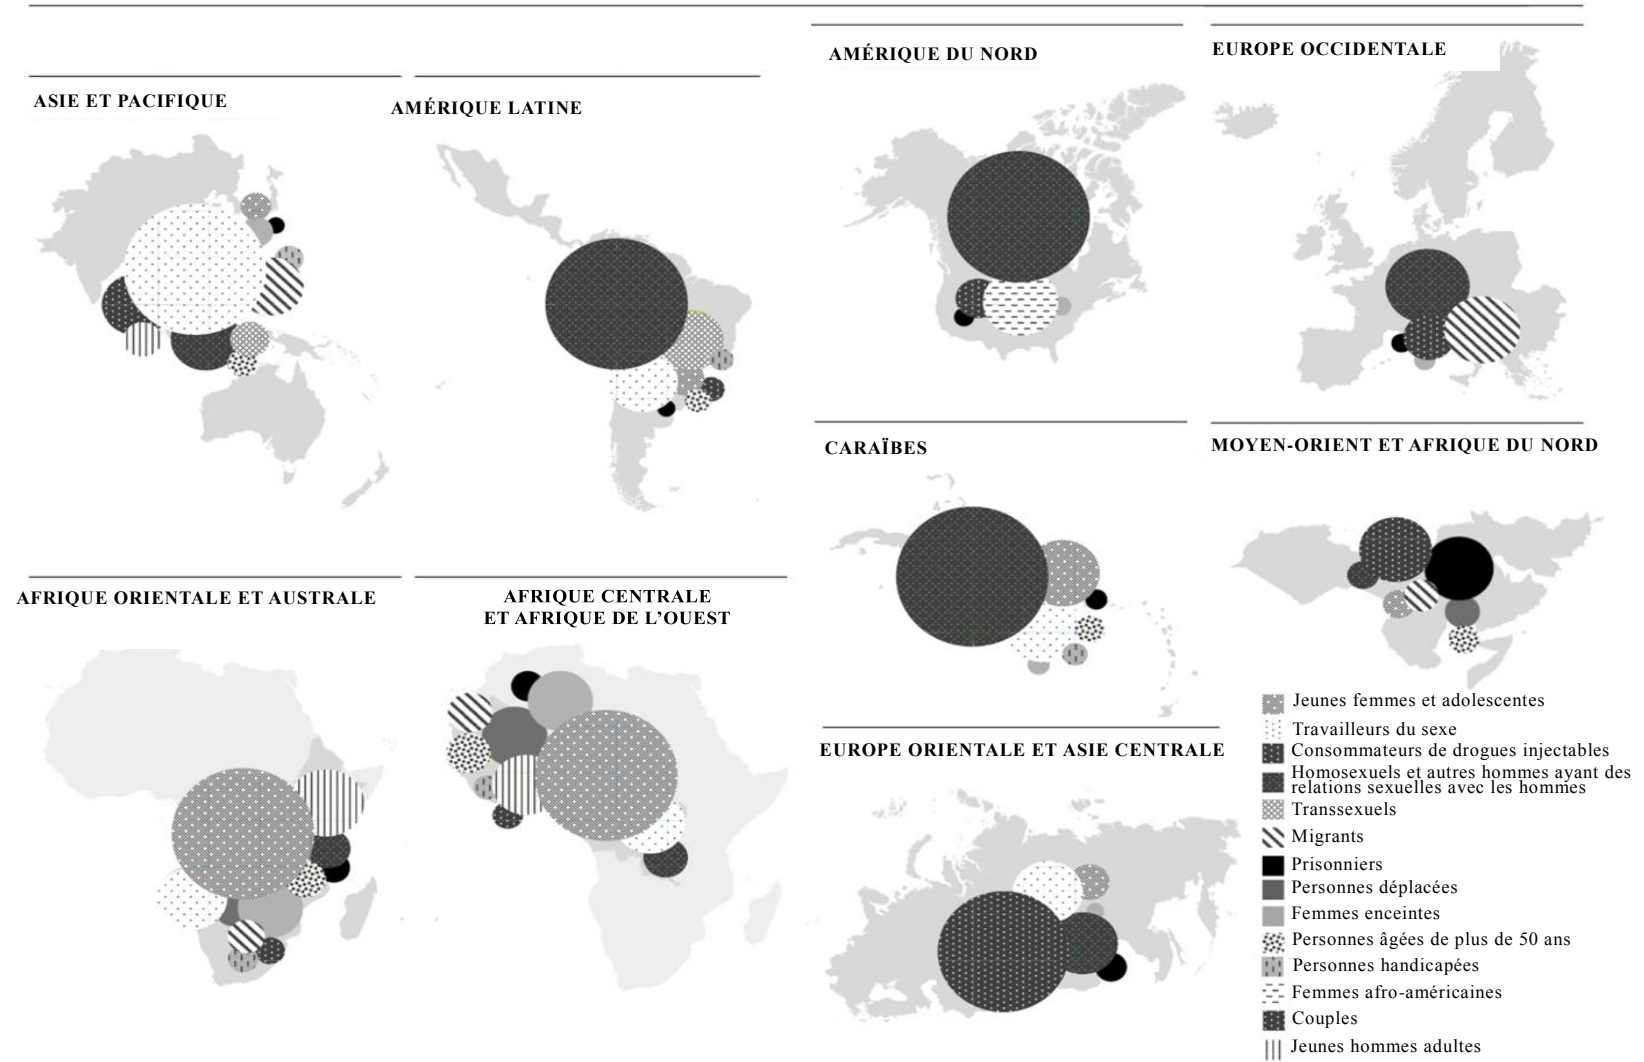 AMÉRIQUE DU NORD
EUROPE OCCIDENTALE
ASIE ET PACIFIQUE
AMÉRIQUE LATINE
CARAÏBES
MOYEN-ORIENT ET AFRIQUE DU NORD
AFRIQUE ORIENTALE ET AUSTRALE
AFRIQUE CENTRALE
ET AFRIQUE DE L’OUEST
EUROPE ORIENTALE ET ASIE CENTRALE
Jeunes femmes et adolescentes
Travailleurs du sexe
Consommateurs de drogues injectables
Homosexuels et autres hommes ayant des
relations sexuelles avec les hommes
Transsexuels
Migrants
Prisonniers
Personnes déplacées
Femmes enceintes
Personnes âgées de plus de 50 ans
Personnes handicapées
Femmes afro-américaines
Couples
Jeunes hommes adultes